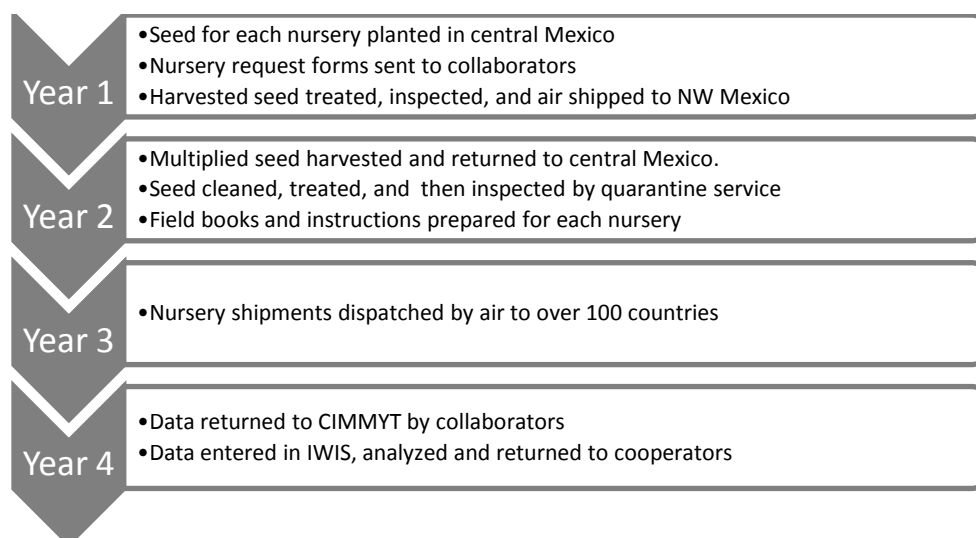 Year 1
•Seed for each nursery planted in central Mexico
•Nursery request forms sent to collaborators
•Harvested seed treated, inspected, and air shipped to NW Mexico
Year 2
•Multiplied seed harvested and returned to central Mexico.
•Seed cleaned, treated, and then inspected by quarantine service
•Field books and instructions prepared for each nursery
Year 3
•Nursery shipments dispatched by air to over 100 countries
Year 4
•Data returned to CIMMYT by collaborators
•Data entered in IWIS, analyzed and returned to cooperators